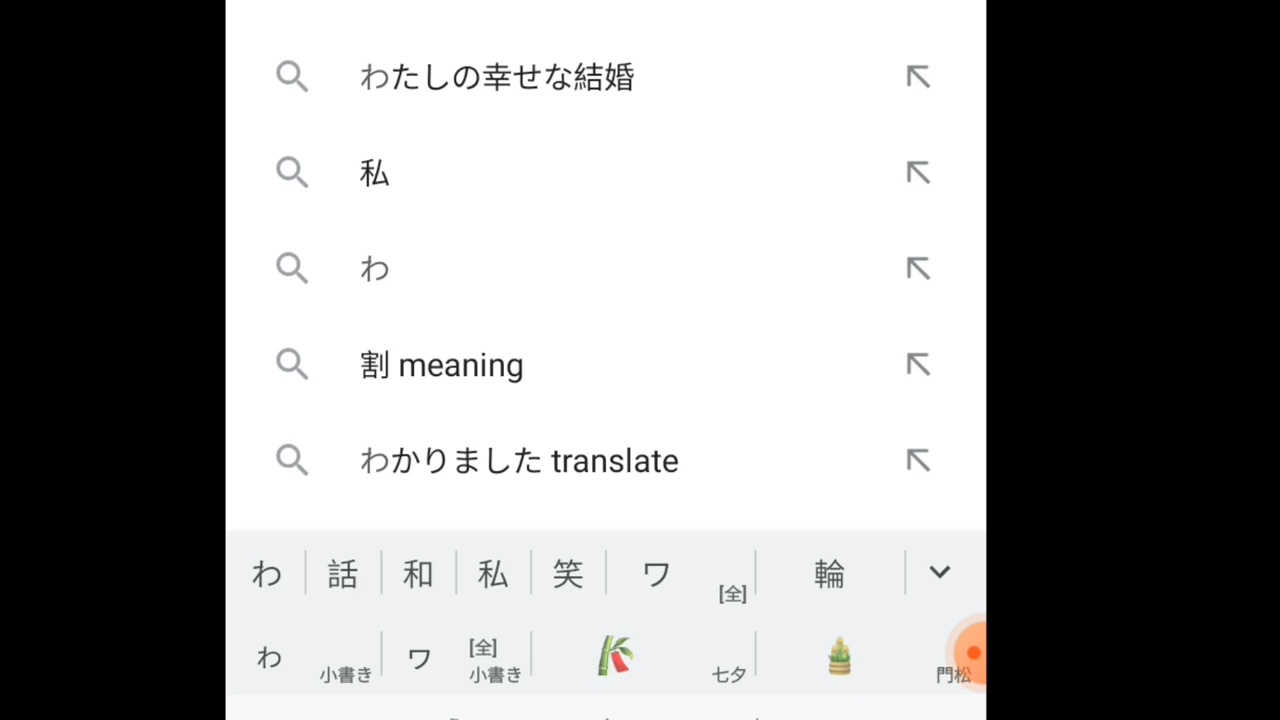 わたしの幸せな結婚
私
わ
割 meaning
わかりました translate
わ 話 和 私 笑 ワ [全] 輪
ゎ 小書き ヮ [全] 小書き 七夕 門松